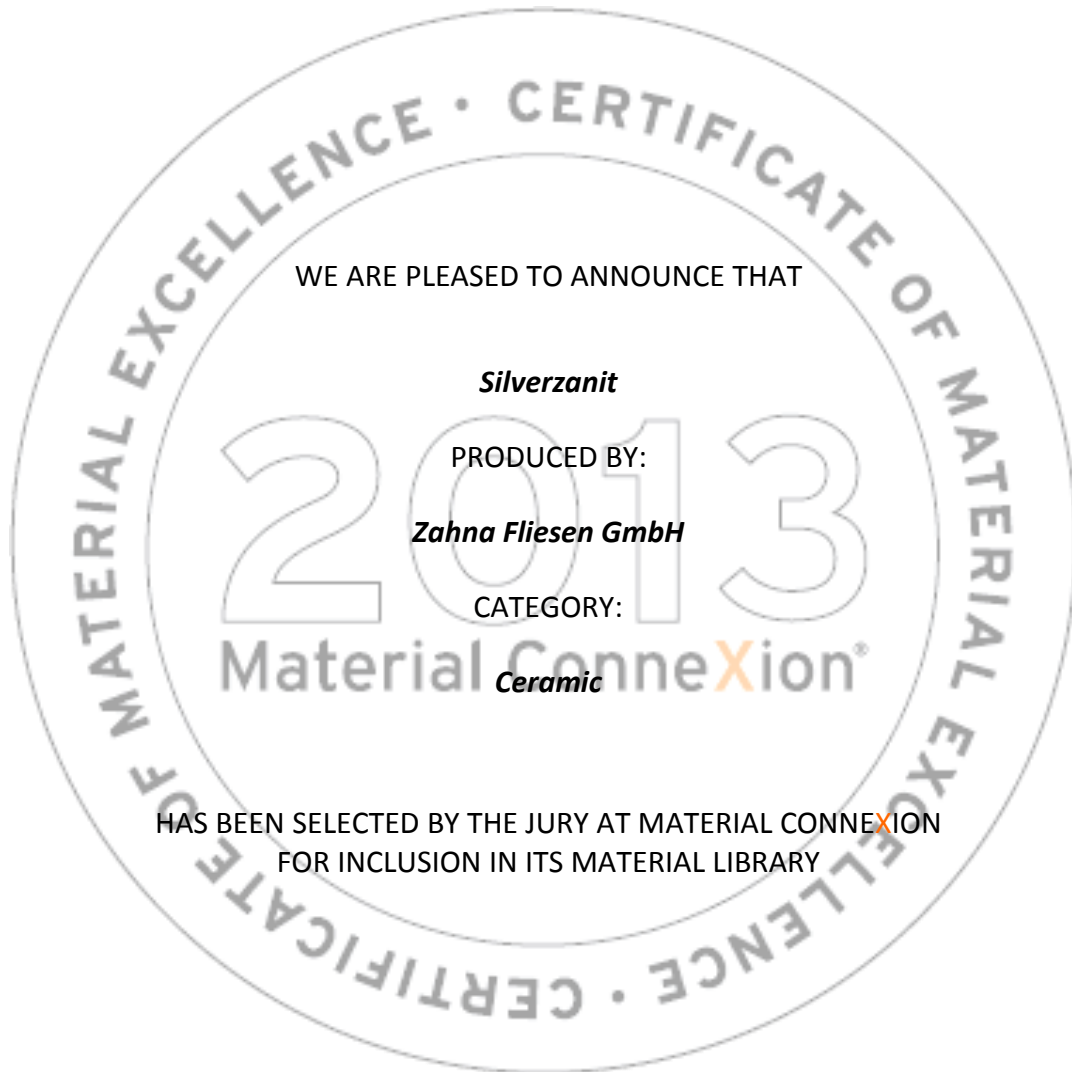 CERTIFICATE OF MATERIAL EXCELLENCE · CERTIFICATE OF MATERIAL EXCELLENCE ·
WE ARE PLEASED TO ANNOUNCE THAT
Silverzanit
2013
PRODUCED BY:
Zahna Fliesen GmbH
CATEGORY:
Material ConneXion®
Ceramic
HAS BEEN SELECTED BY THE JURY AT MATERIAL CONNEXION
FOR INCLUSION IN ITS MATERIAL LIBRARY